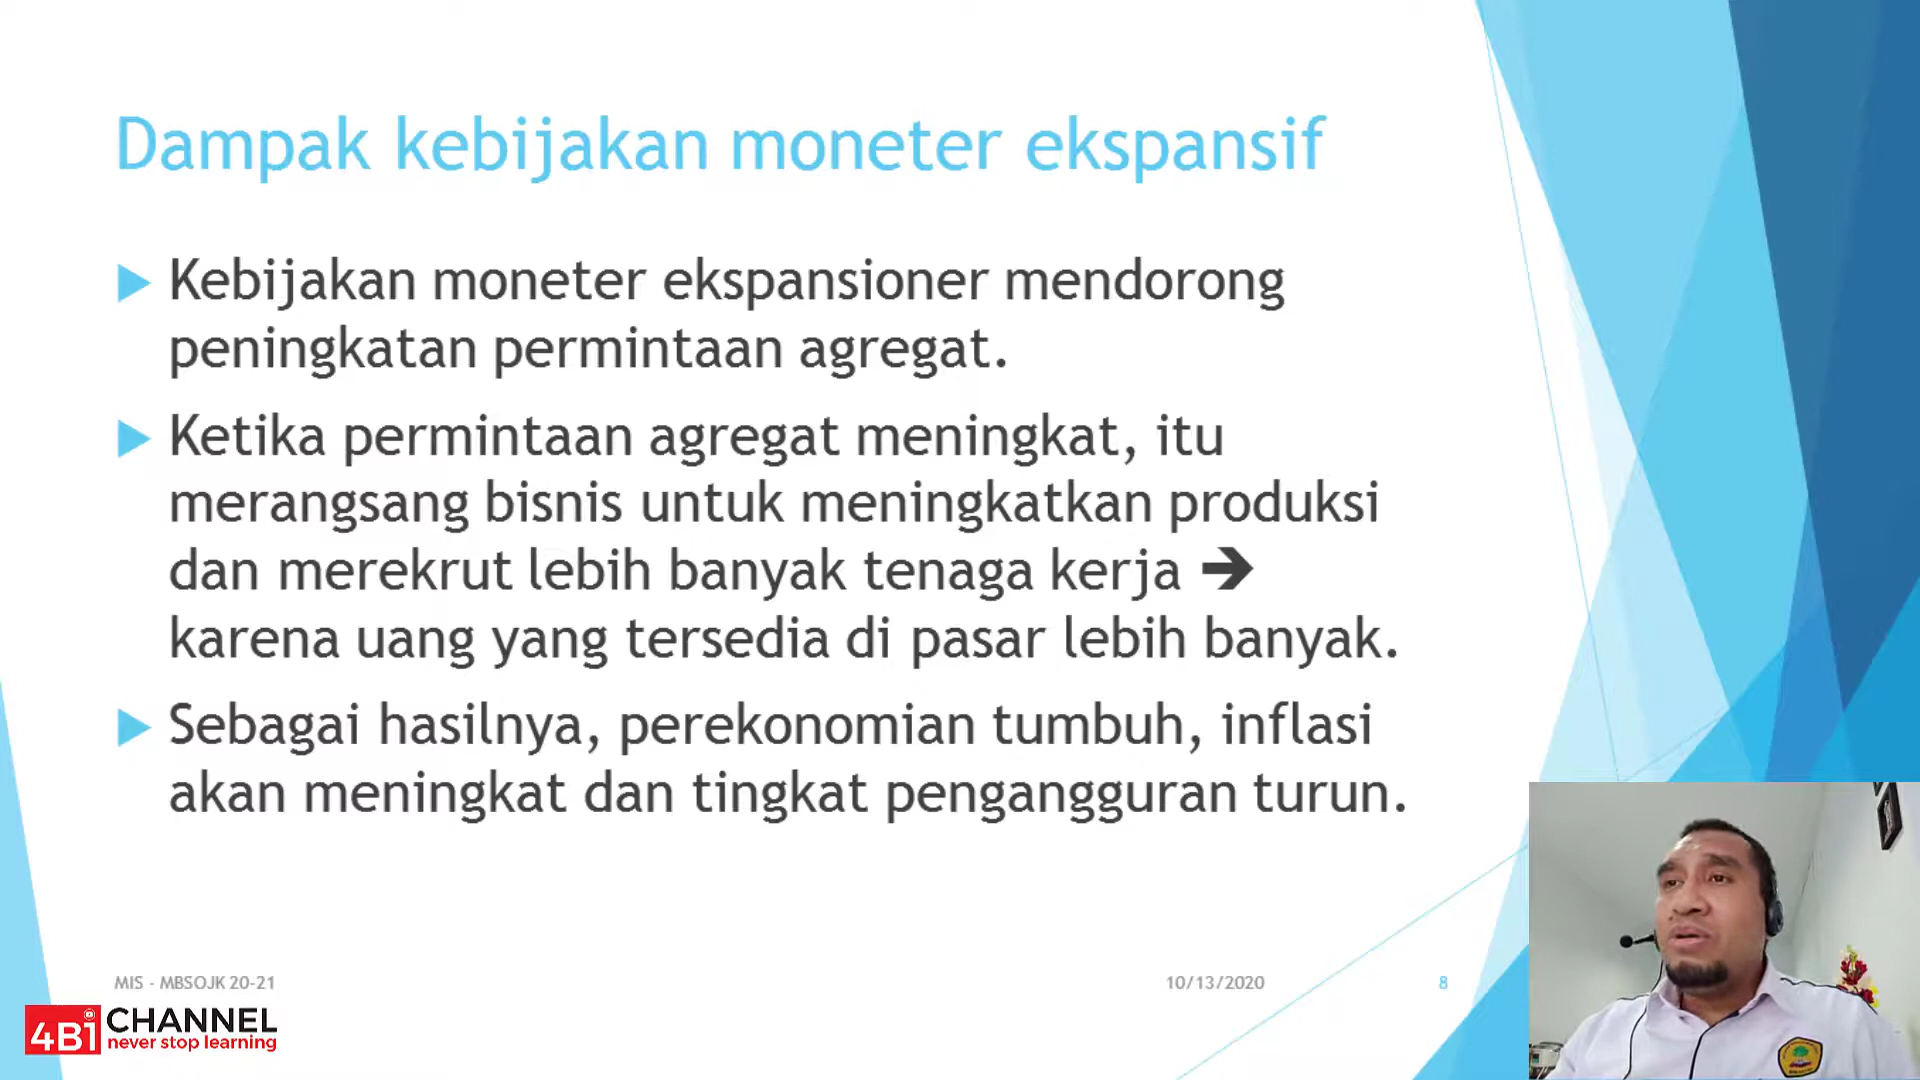 Dampak kebijakan moneter ekspansif
Kebijakan moneter ekspansioner mendorong
peningkatan permintaan agregat.
Ketika permintaan agregat meningkat, itu
merangsang bisnis untuk meningkatkan produksi
dan merekrut lebih banyak tenaga kerja ➔
karena uang yang tersedia di pasar lebih banyak.
Sebagai hasilnya, perekonomian tumbuh, inflasi
akan meningkat dan tingkat pengangguran turun.
MIS - MBSOJK 20-21
10/13/2020
8
4Bi CHANNEL
never stop learning